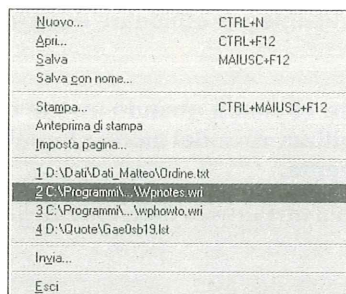 Nuovo... CTRL+N
Apri... CTRL+F12
Salva MAIUSC+F12
Salva con nome...
Stampa... CTRL+MAIUSC+F12
Anteprima di stampa
Imposta pagina...
1 D:\Dati\Dati_Matteo\Ordine.txt
2 C:\Programmi\...\Wpnotes.wri
3 C:\Programmi\...\wphowto.wri
4 D:\Quote\Gae0sb19.lst
Invia...
Esci